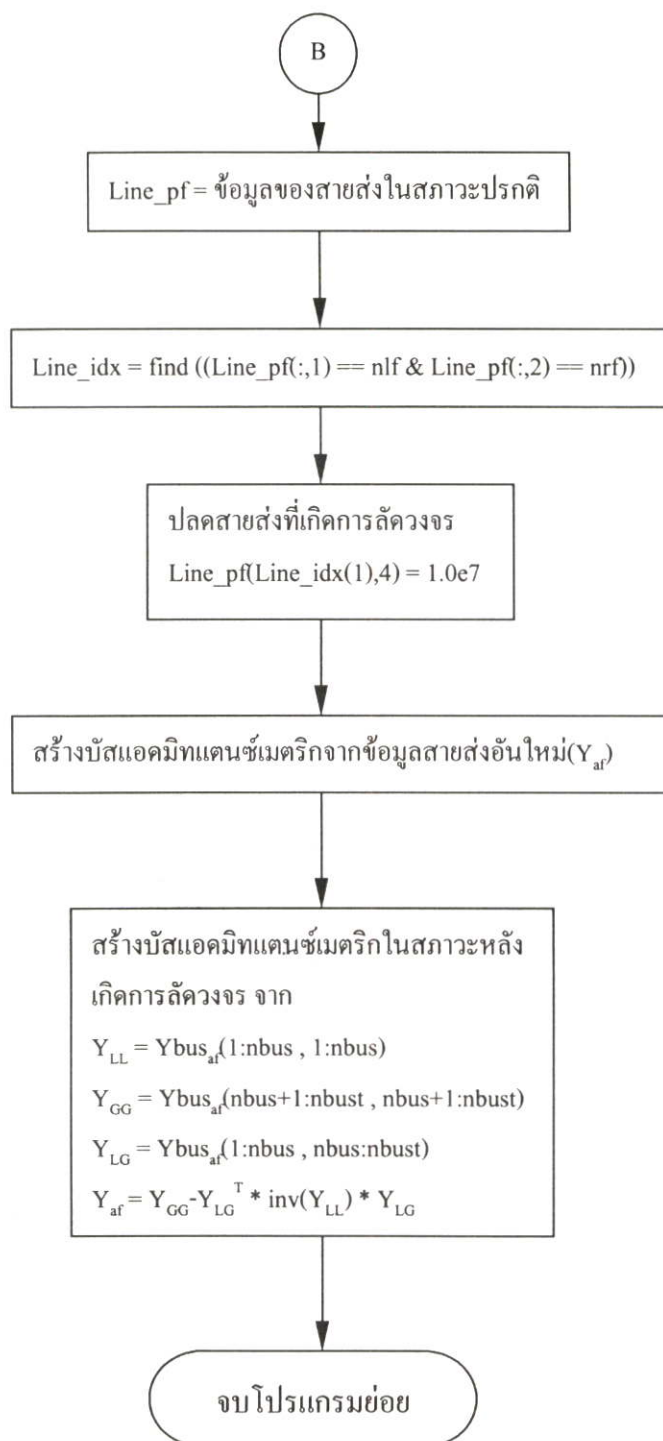 B
Line_pf = ข้อมูลของสายส่งในสภาวะปรกติ
Line_idx = find ((Line_pf(:,1) == nlf & Line_pf(:,2) == nrf))
ปลดสายส่งที่เกิดการลัดวงจร
Line_pf(Line_idx(1),4) = 1.0e7
สร้างบัสแอดมิทแตนซ์เมตริกจากข้อมูลสายส่งอันใหม่(Y_af)
สร้างบัสแอดมิทแตนซ์เมตริกในสภาวะหลัง
เกิดการลัดวงจร จาก
Y_LL = Ybus_af(1:nbus , 1:nbus)
Y_GG = Ybus_af(nbus+1:nbust , nbus+1:nbust)
Y_LG = Ybus_af(1:nbus , nbus:nbust)
Y_af = Y_GG-Y_LG^T * inv(Y_LL) * Y_LG
จบโปรแกรมย่อย